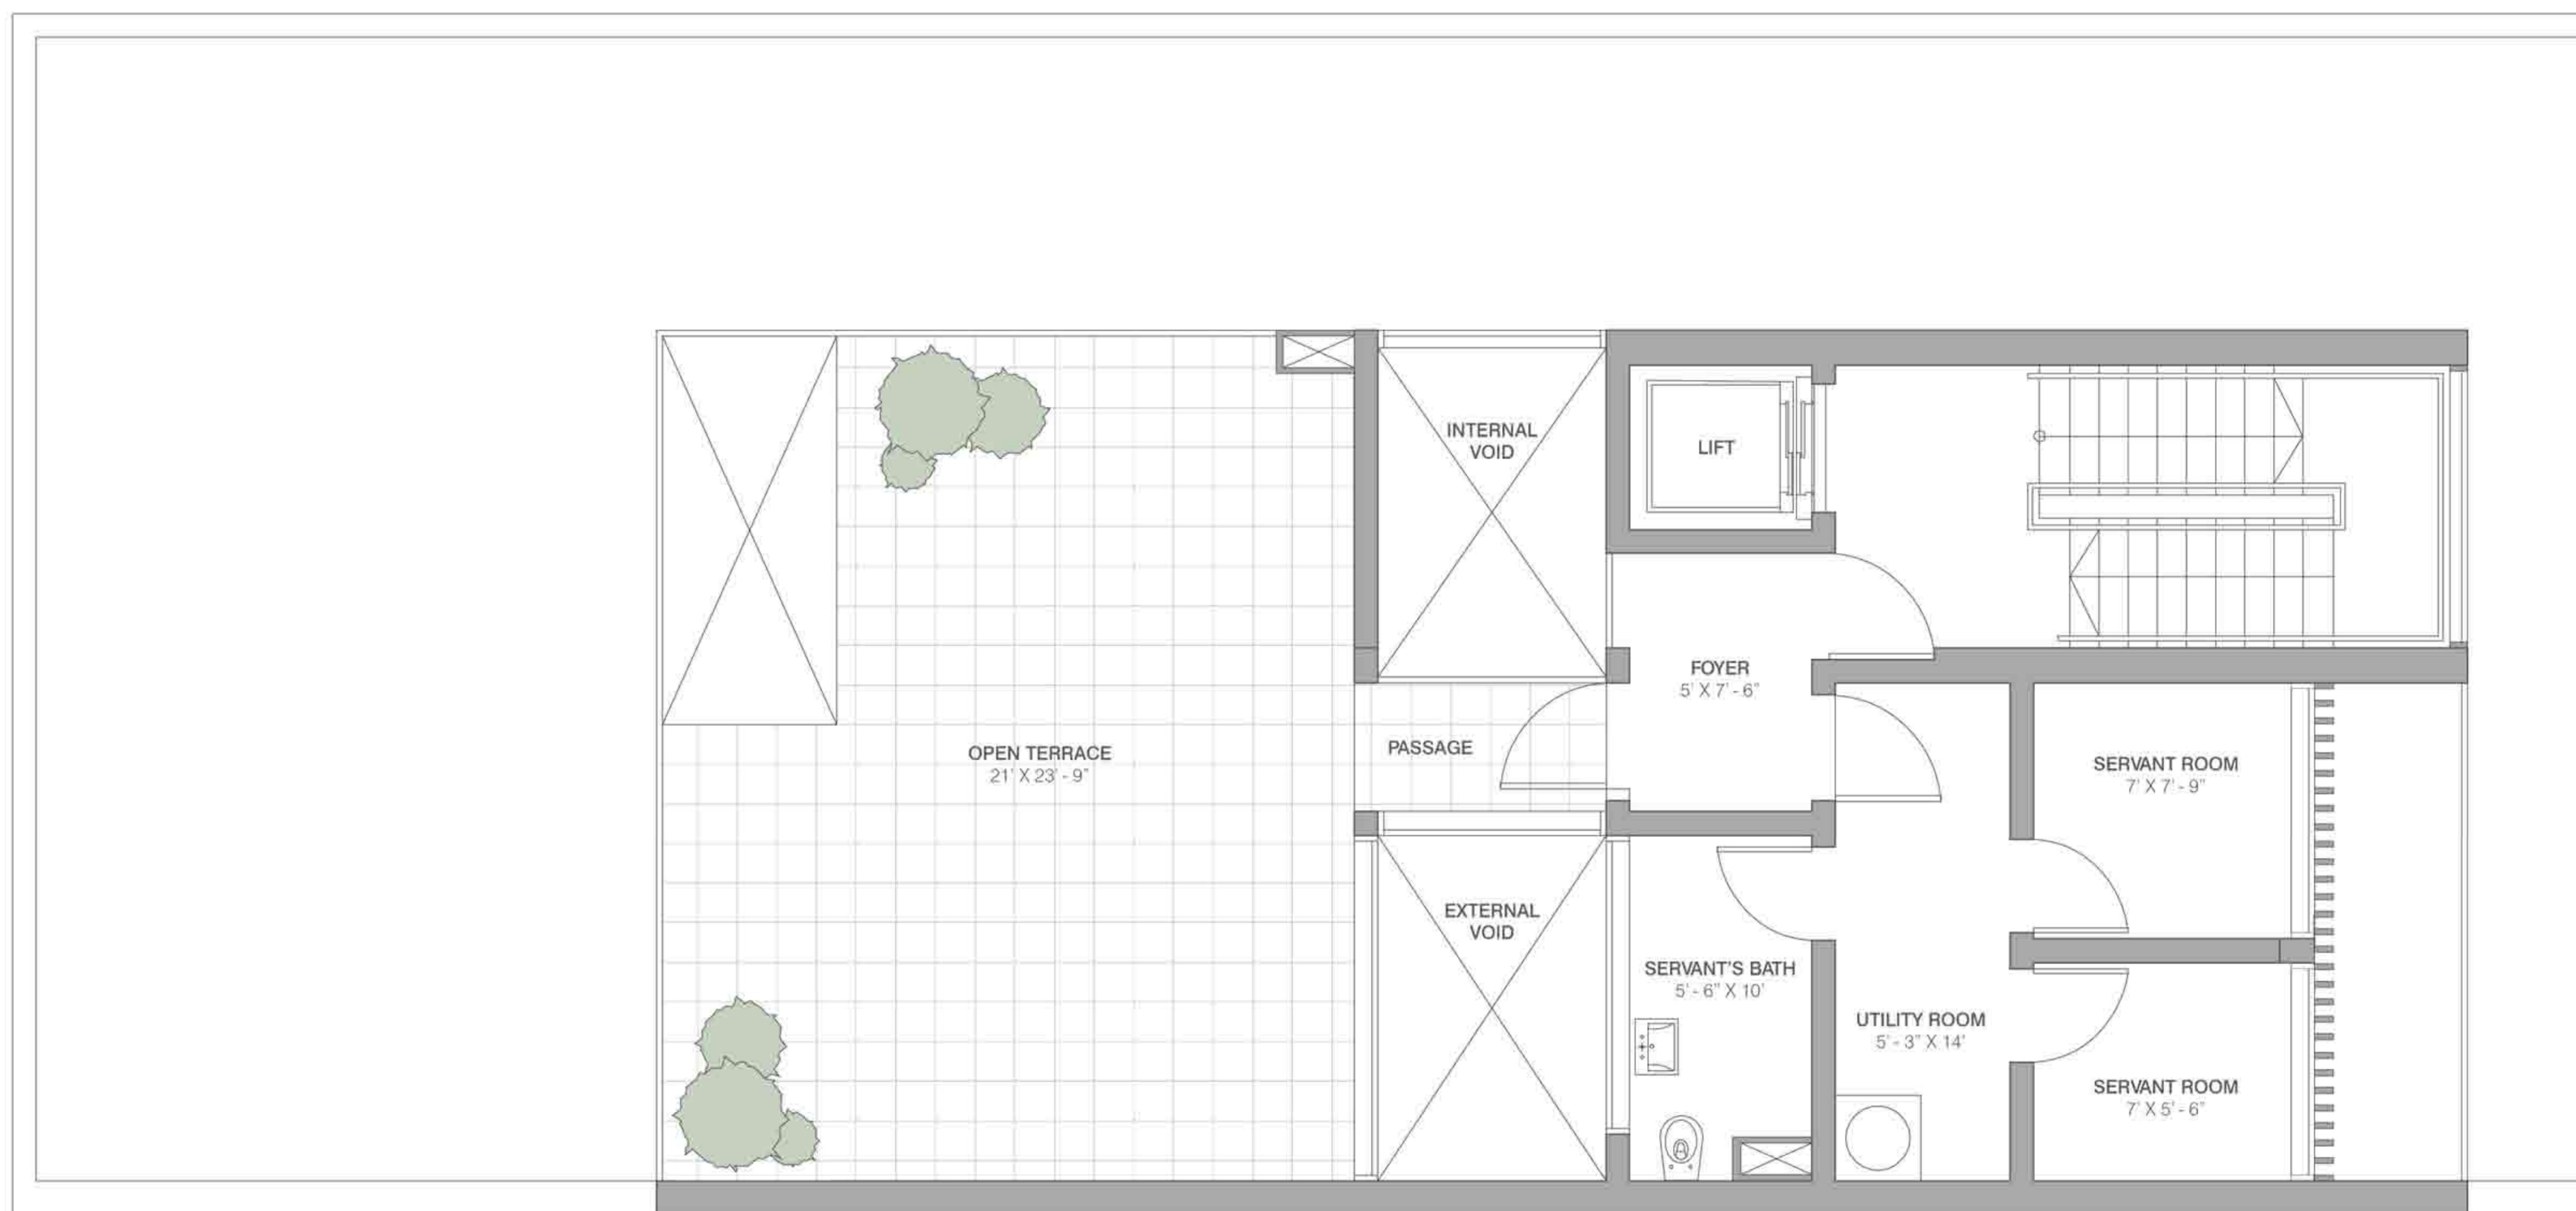 INTERNAL
VOID
LIFT
FOYER
5' X 7' - 6"
OPEN TERRACE
21' X 23' - 9"
PASSAGE
SERVANT ROOM
7' X 7' - 9"
EXTERNAL
VOID
SERVANT'S BATH
5' - 6" X 10'
UTILITY ROOM
5' - 3" X 14'
SERVANT ROOM
7' X 5' - 6"